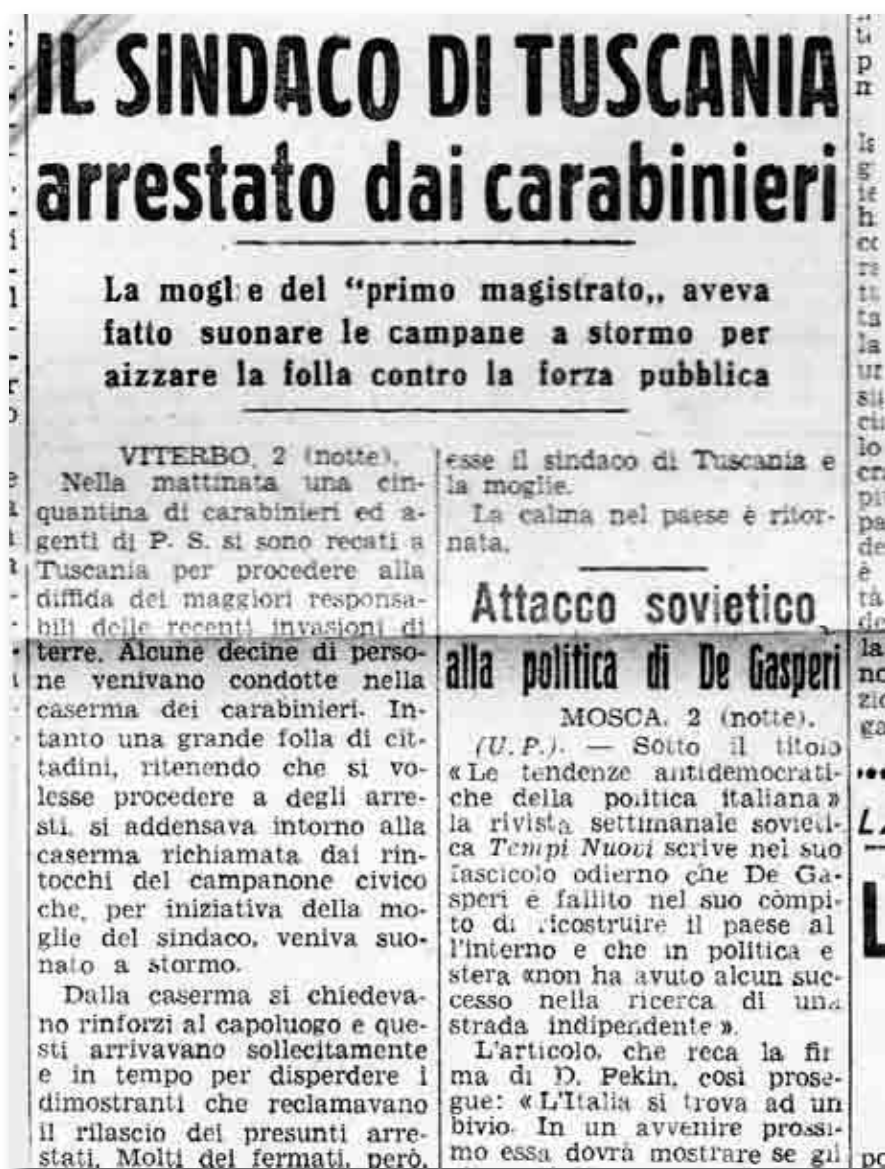 IL SINDACO DI TUSCANIA
arrestato dai carabinieri
La moglie del "primo magistrato„ aveva
fatto suonare le campane a stormo per
aizzare la folla contro la forza pubblica
VITERBO, 2 (notte).
Nella mattinata una cin-
quantina di carabinieri ed a-
genti di P. S. si sono recati a
Tuscania per procedere alla
diffida dei maggiori responsa-
bili delle recenti invasioni di
terre. Alcune decine di perso-
ne venivano condotte nella
caserma dei carabinieri. In-
tanto una grande folla di cit-
tadini, ritenendo che si vo-
lesse procedere a degli arre-
sti, si addensava intorno alla
caserma richiamata dai rin-
tocchi del campanone civico
che, per iniziativa della mo-
glie del sindaco, veniva suo-
nato a stormo.
Dalla caserma si chiedeva-
no rinforzi al capoluogo e que-
sti arrivavano sollecitamente
e in tempo per disperdere i
dimostranti che reclamavano
il rilascio dei presunti arre-
stati. Molti dei fermati, però,
esse il sindaco di Tuscania e
la moglie.
La calma nel paese è ritor-
nata.
Attacco sovietico
alla politica di De Gasperi
MOSCA, 2 (notte).
(U. P.). — Sotto il titolo
« Le tendenze antidemocrati-
che della politica italiana »
la rivista settimanale sovieti-
ca Tempi Nuovi scrive nel suo
fascicolo odierno che De Ga-
speri è fallito nel suo còmpi-
to di ricostruire il paese al
l'interno e che in politica e
stera «non ha avuto alcun suc-
cesso nella ricerca di una
strada indipendente ».
L'articolo, che reca la fir
ma di D. Pekin, così prose-
gue: « L'Italia si trova ad un
bivio. In un avvenire prossi-
mo essa dovrà mostrare se gli